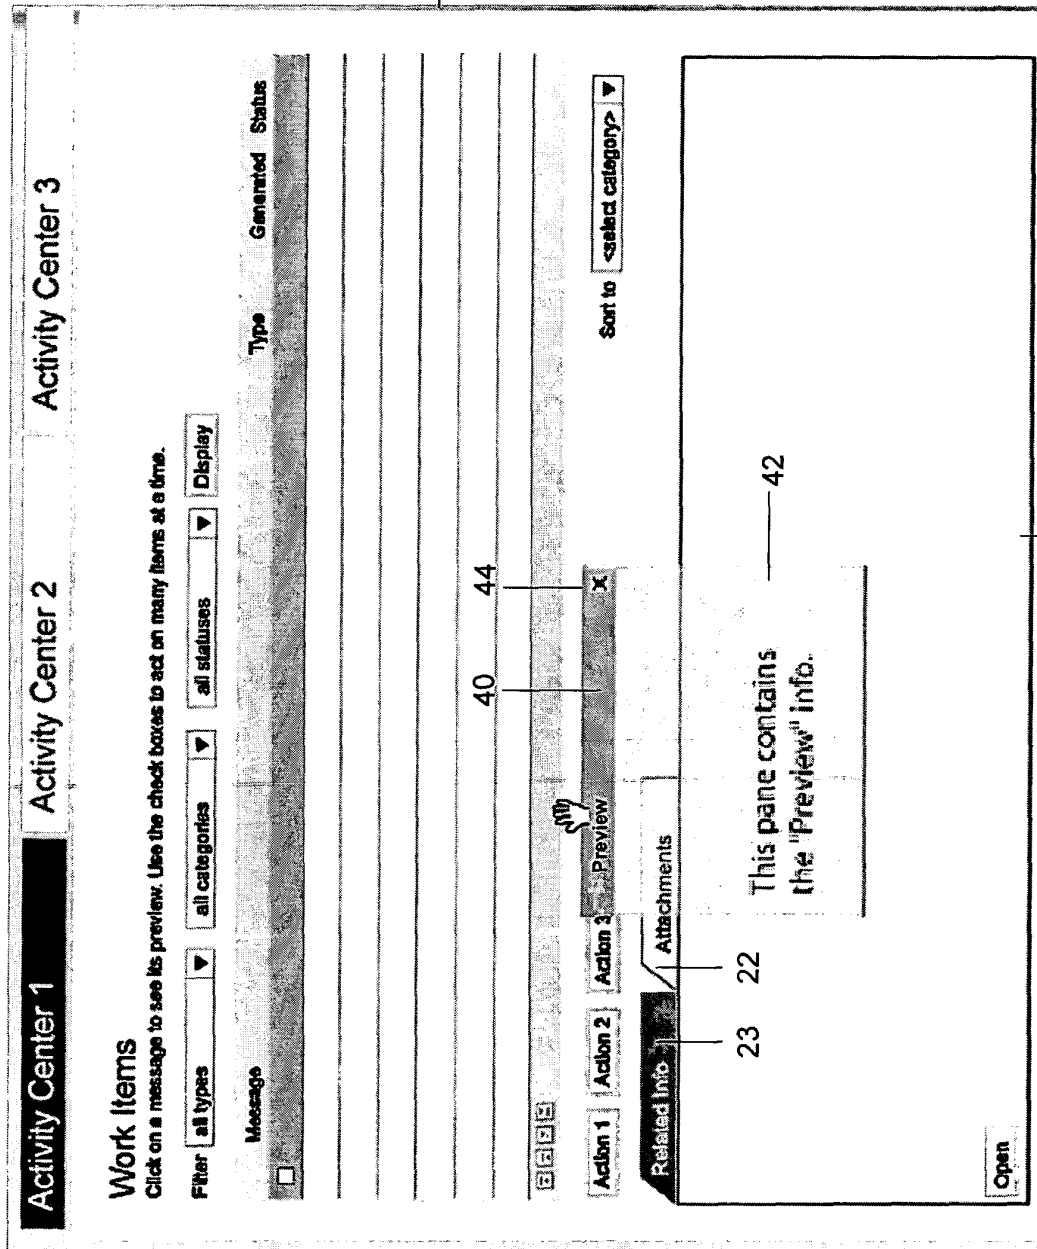 Activity Center 1 Activity Center 2 Activity Center 3
Work Items
Click on a message to see its preview. Use the check boxes to act on many items at a time.
Filter all types all categories all statuses Display
Message Type Generated Status
44
40
Action 1 Action 2 Action 3 Preview X Sort to <select category>
Related Info Attachments
22
23
42
This pane contains
the "Preview" info.
Open